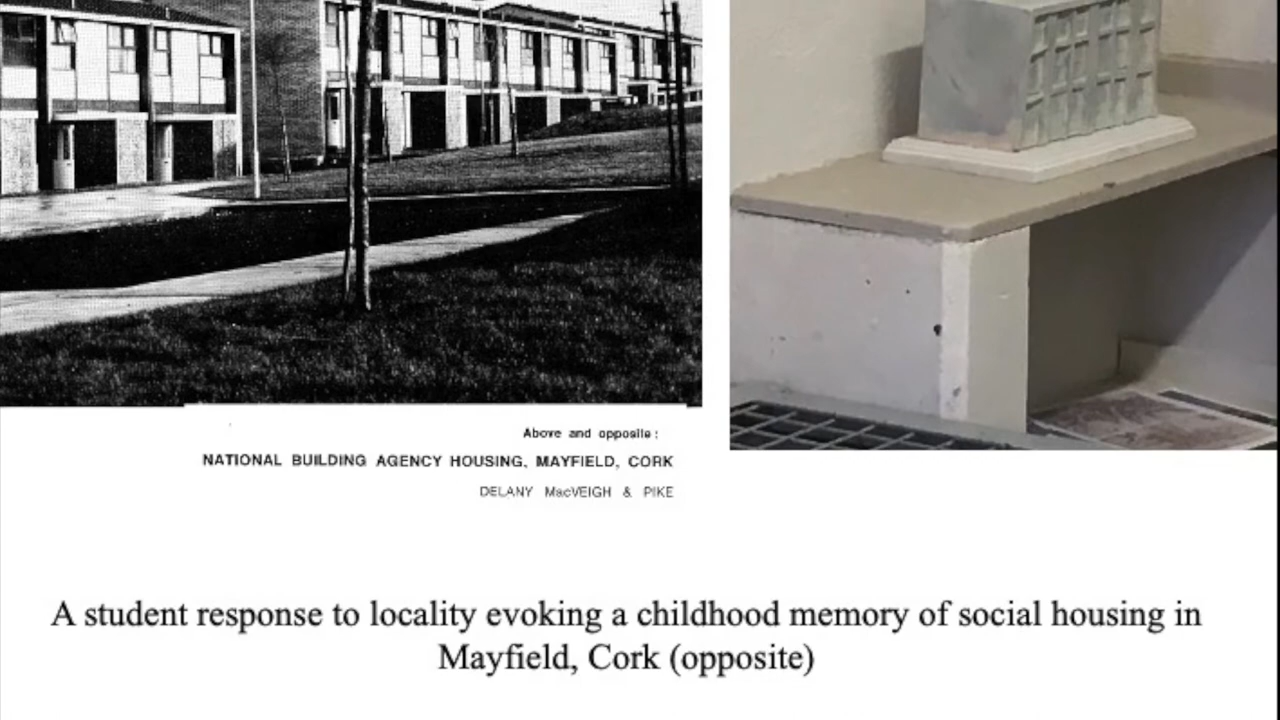 Above and opposite:
NATIONAL BUILDING AGENCY HOUSING, MAYFIELD, CORK
DELANY MacVEIGH & PIKE
A student response to locality evoking a childhood memory of social housing in
Mayfield, Cork (opposite)